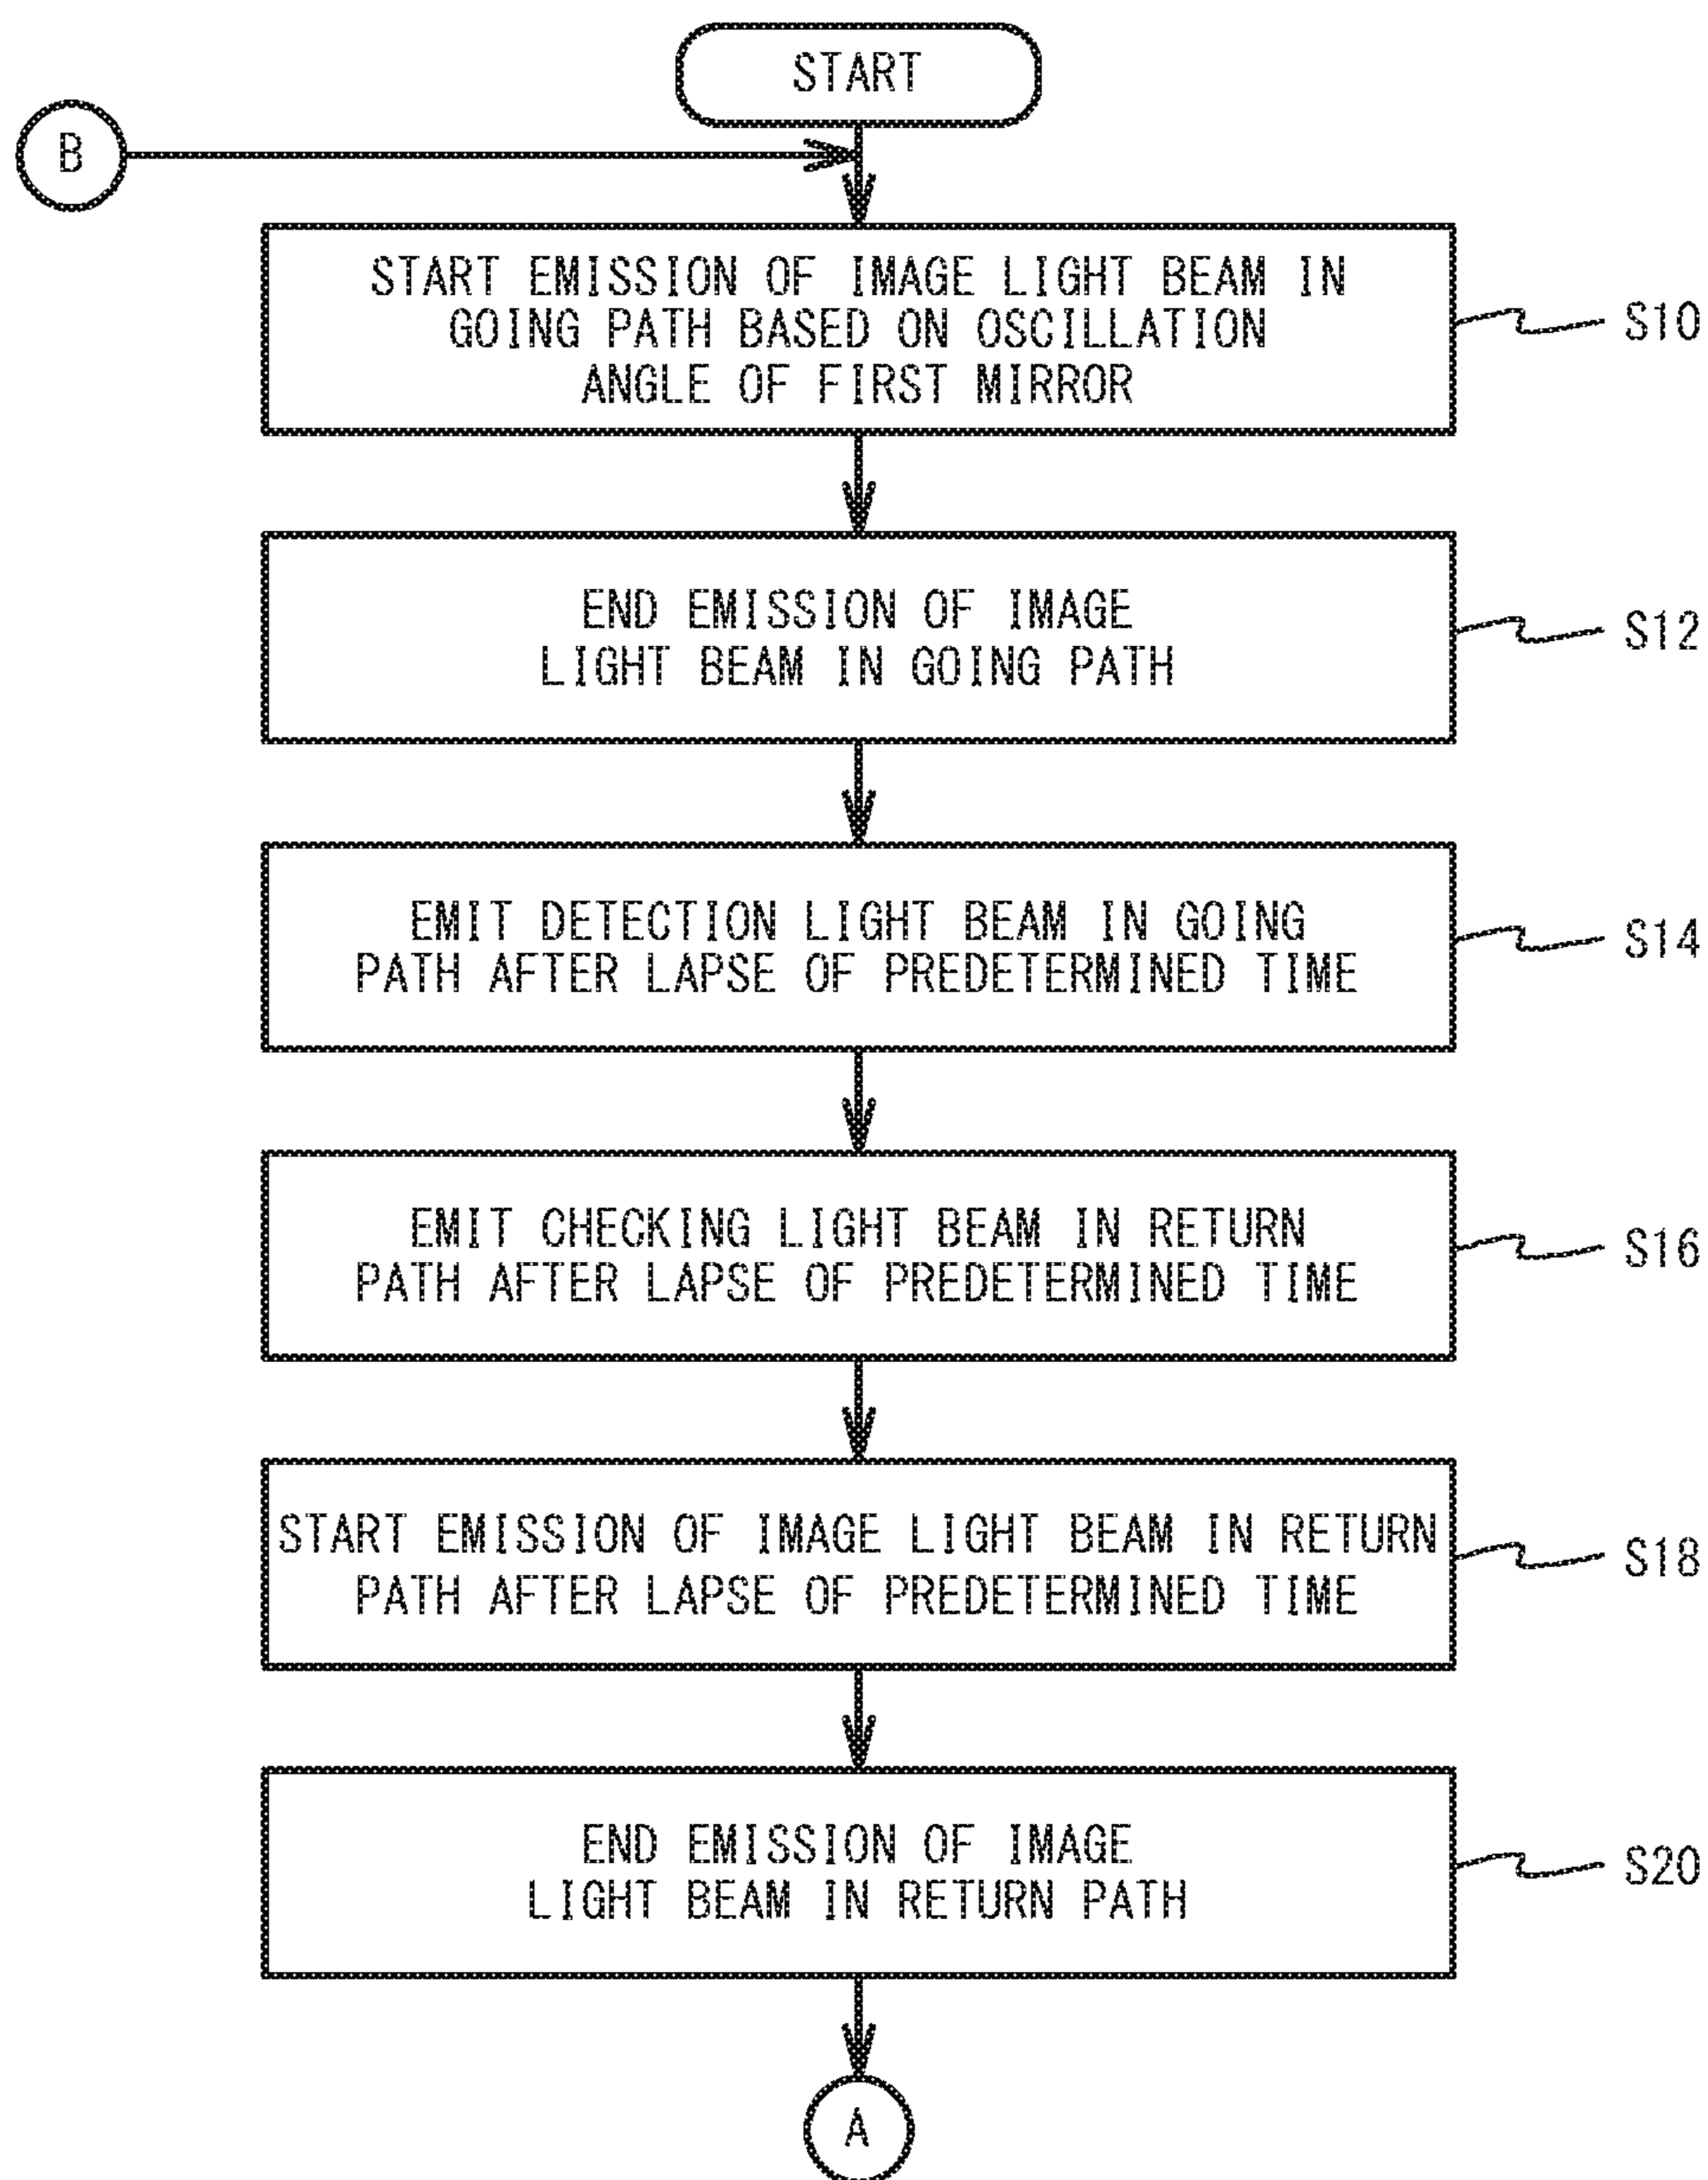 START
B
START EMISSION OF IMAGE LIGHT BEAM IN
GOING PATH BASED ON OSCILLATION
ANGLE OF FIRST MIRROR
S10
END EMISSION OF IMAGE
LIGHT BEAM IN GOING PATH
S12
EMIT DETECTION LIGHT BEAM IN GOING
PATH AFTER LAPSE OF PREDETERMINED TIME
S14
EMIT CHECKING LIGHT BEAM IN RETURN
PATH AFTER LAPSE OF PREDETERMINED TIME
S16
START EMISSION OF IMAGE LIGHT BEAM IN RETURN
PATH AFTER LAPSE OF PREDETERMINED TIME
S18
END EMISSION OF IMAGE
LIGHT BEAM IN RETURN PATH
S20
A